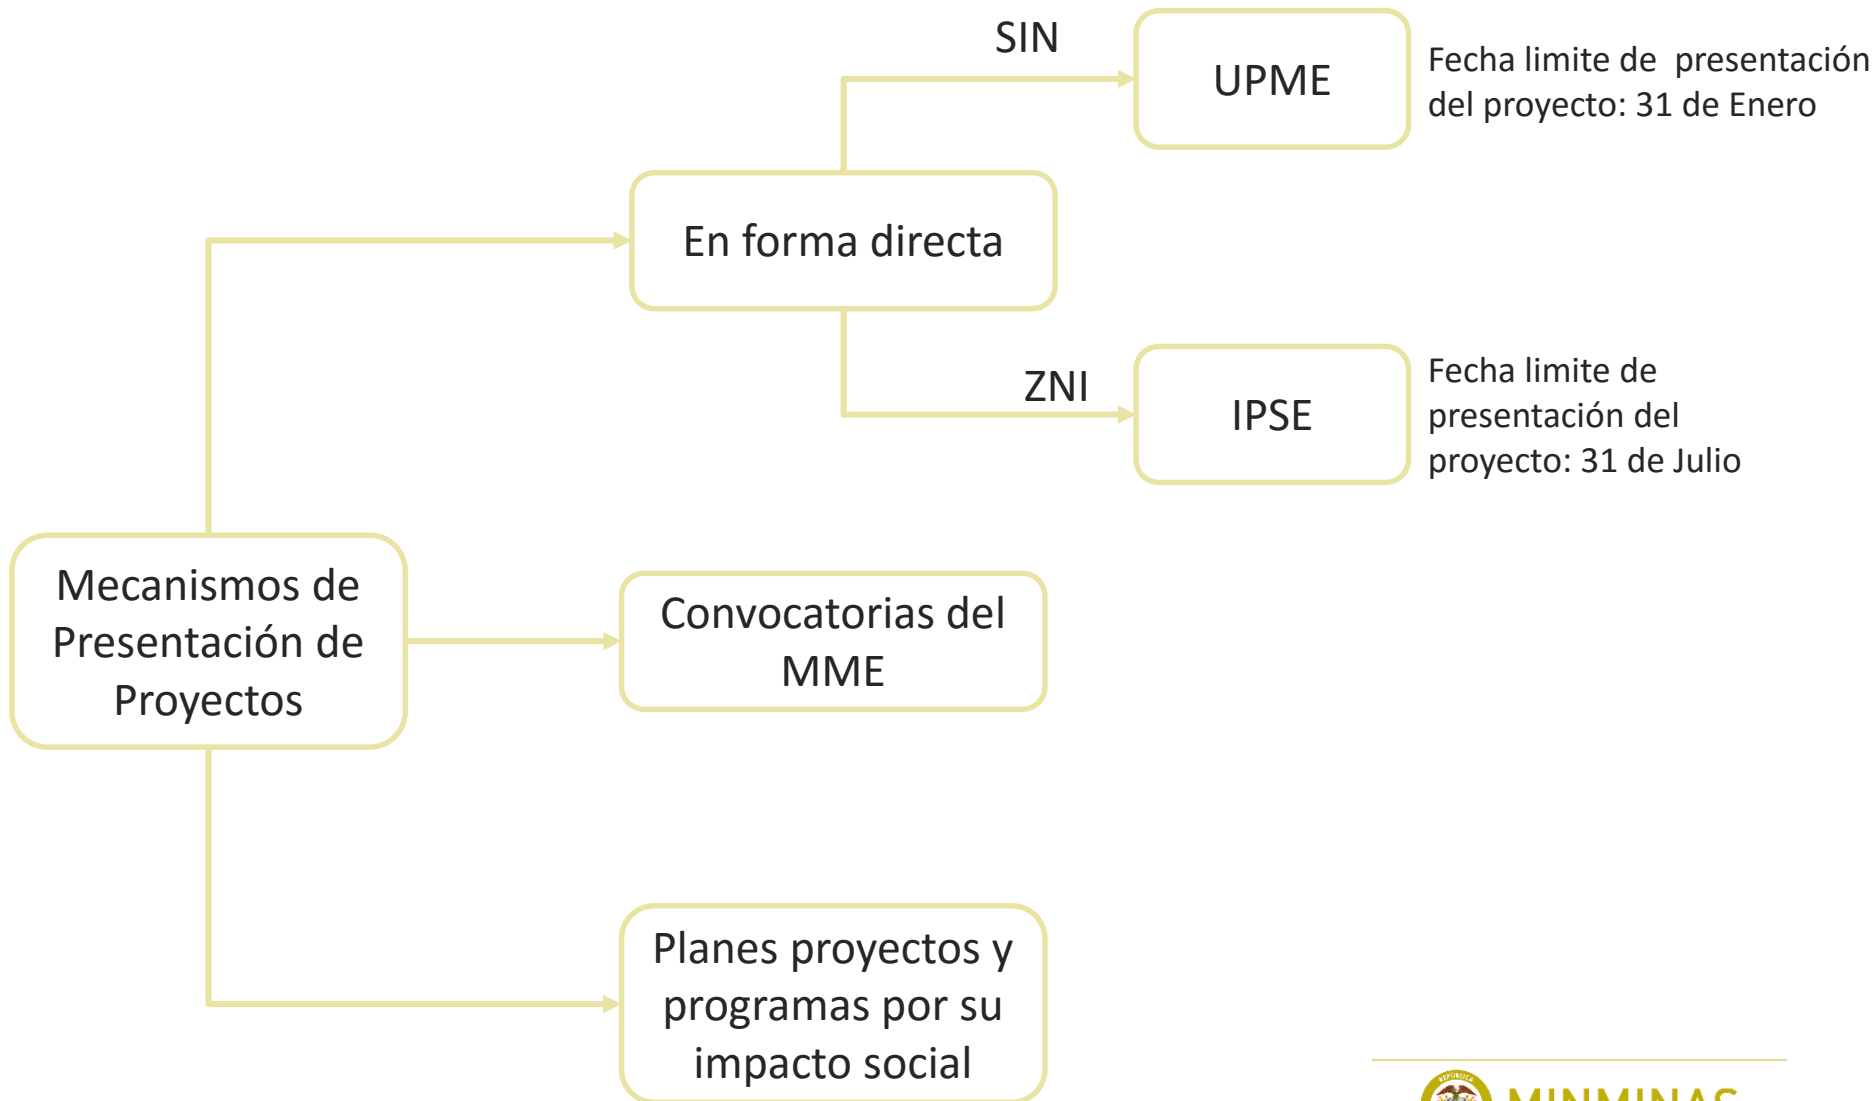 SIN
UPME
Fecha limite de presentación
del proyecto: 31 de Enero
En forma directa
ZNI
IPSE
Fecha limite de
presentación del
proyecto: 31 de Julio
Mecanismos de
Presentación de
Proyectos
Convocatorias del
MME
Planes proyectos y
programas por su
impacto social
MINMINAS